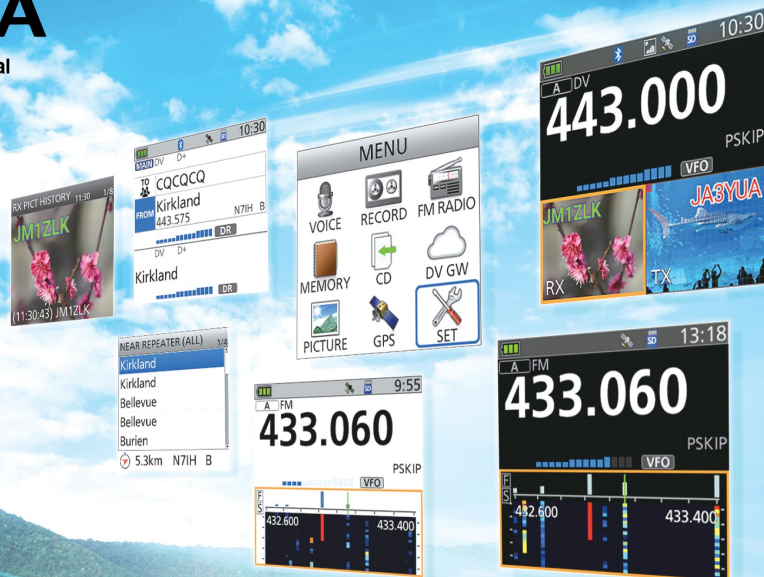 A
al
RX PICT HISTORY 11:30 1/8
JM1ZLK
(11:30:43) JM1ZLK
10:30
MAIN DV D+
TO CQCQCQ
FROM Kirkland
443.575 N7IH B
DR
DV D+
Kirkland
DR
MENU
VOICE RECORD FM RADIO
MEMORY CD DV GW
PICTURE GPS SET
SD 10:30
A DV
443.000
PSKIP
VFO
JM1ZLK
RX
JA3YUA
TX
NEAR REPEATER (ALL) 1/4
Kirkland
Kirkland
Bellevue
Bellevue
Burien
5.3km N7IH B
SD 9:55
A FM
433.060
PSKIP
VFO
F
S
432.600 433.400
SD 13:18
A FM
433.060
PSKIP
VFO
F
S
432.600 433.400